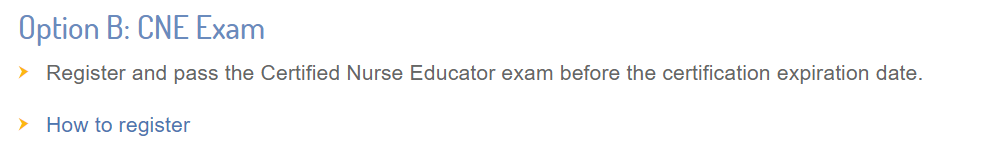 Option B: CNE Exam
Register and pass the Certified Nurse Educator exam before the certification expiration date.
How to register